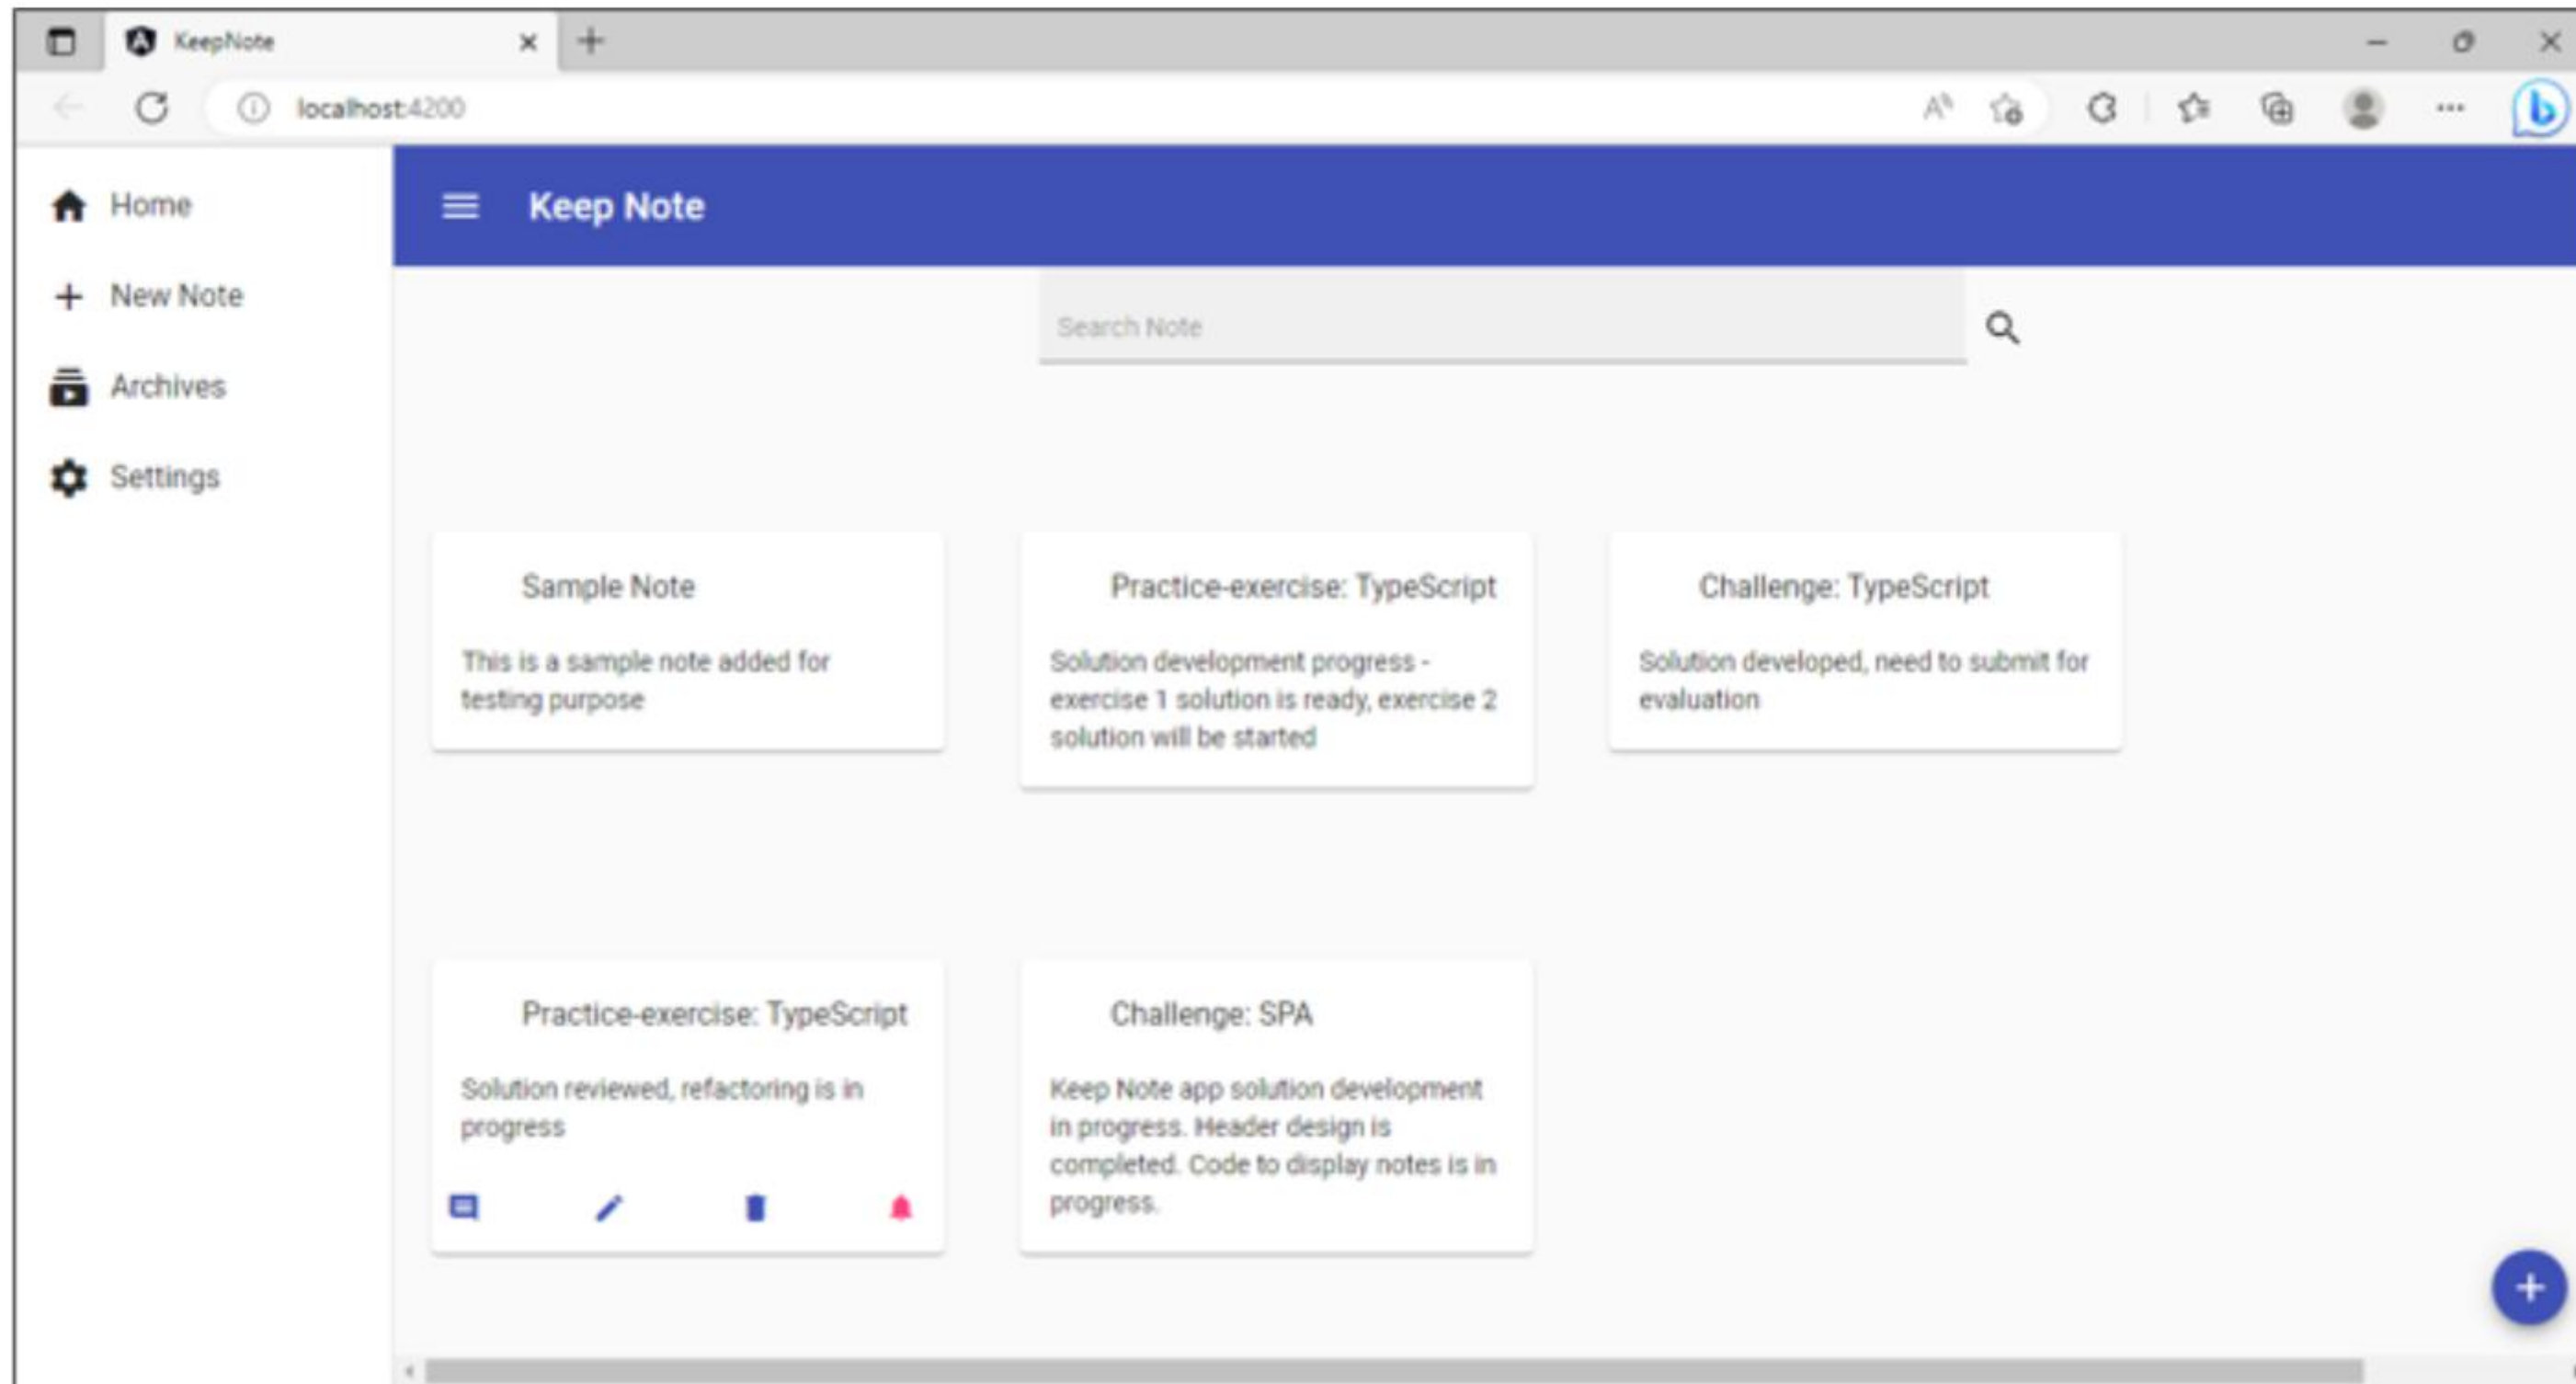 KeepNote
localhost:4200
Home
New Note
Archives
Settings
Keep Note
Search Note
Sample Note
This is a sample note added for
testing purpose
Practice-exercise: TypeScript
Solution development progress -
exercise 1 solution is ready, exercise 2
solution will be started
Challenge: TypeScript
Solution developed, need to submit for
evaluation
Practice-exercise: TypeScript
Solution reviewed, refactoring is in
progress
Challenge: SPA
Keep Note app solution development
in progress. Header design is
completed. Code to display notes is in
progress.